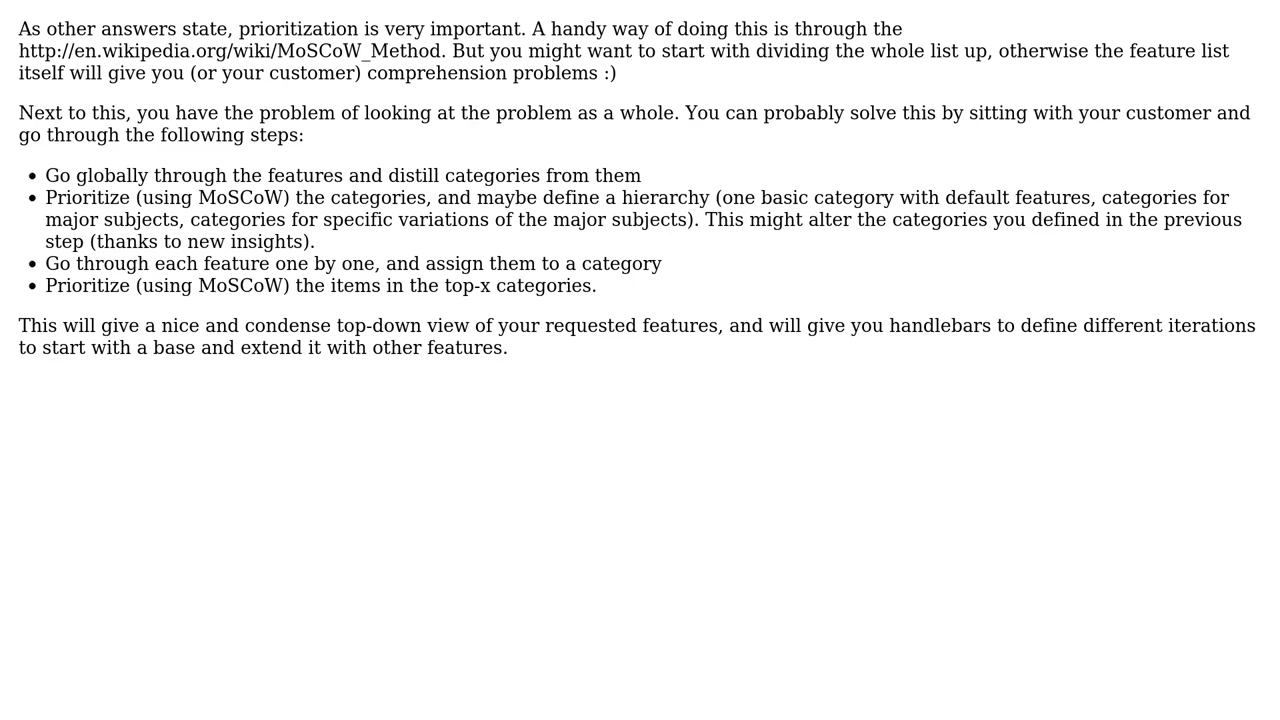 As other answers state, prioritization is very important. A handy way of doing this is through the
http://en.wikipedia.org/wiki/MoSCoW_Method. But you might want to start with dividing the whole list up, otherwise the feature list
itself will give you (or your customer) comprehension problems :)
Next to this, you have the problem of looking at the problem as a whole. You can probably solve this by sitting with your customer and
go through the following steps:
• Go globally through the features and distill categories from them
• Prioritize (using MoSCoW) the categories, and maybe define a hierarchy (one basic category with default features, categories for
major subjects, categories for specific variations of the major subjects). This might alter the categories you defined in the previous
step (thanks to new insights).
• Go through each feature one by one, and assign them to a category
• Prioritize (using MoSCoW) the items in the top-x categories.
This will give a nice and condense top-down view of your requested features, and will give you handlebars to define different iterations
to start with a base and extend it with other features.